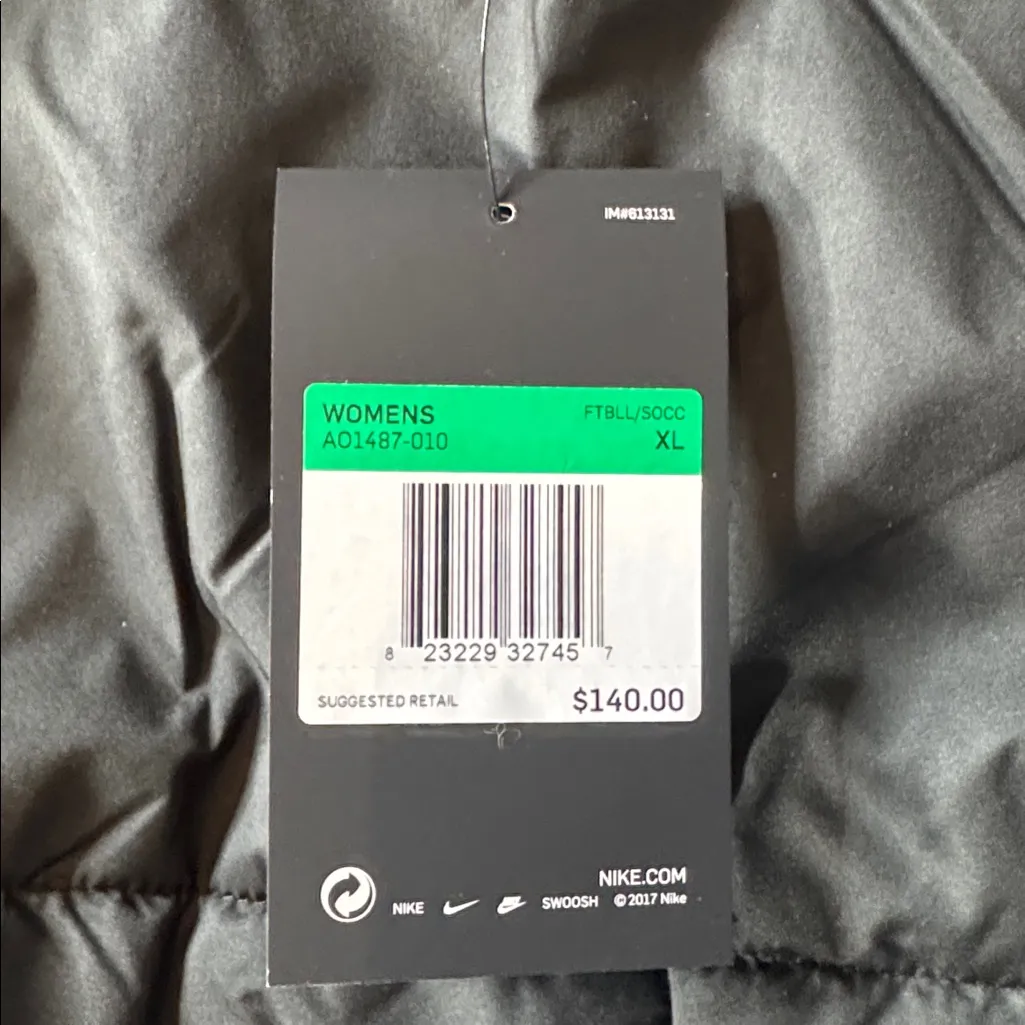 IM#613131
WOMENS FTBLL/SOCC
AO1487-010 XL
8 23229 32745 7
SUGGESTED RETAIL $140.00
NIKE.COM
NIKE SWOOSH © 2017 Nike